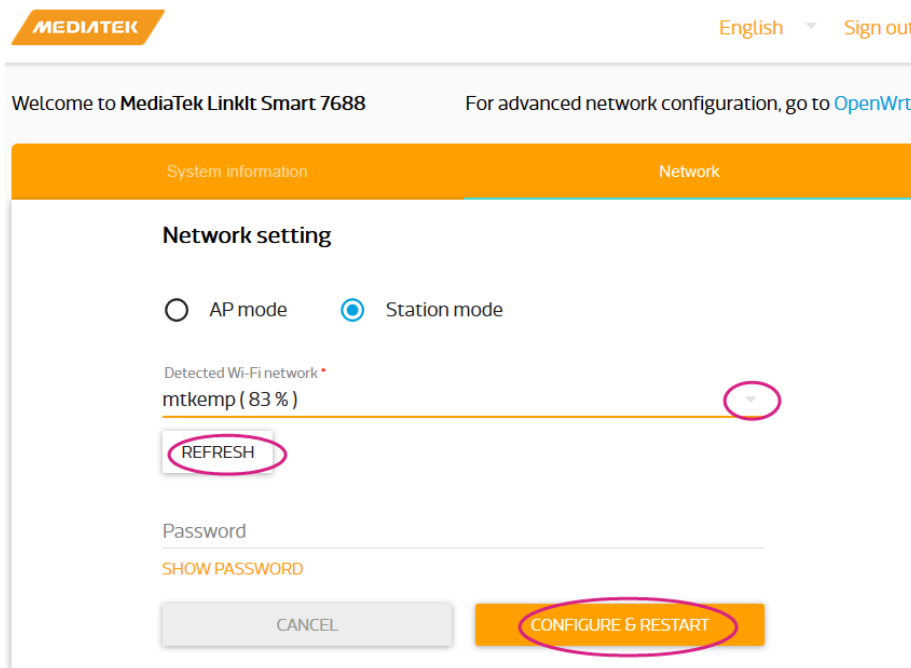 MEDIATEK
English Sign out
Welcome to MediaTek LinkIt Smart 7688 For advanced network configuration, go to OpenWrt
System information Network
Network setting
AP mode Station mode
Detected Wi-Fi network *
mtkemp ( 83 % )
REFRESH
Password
SHOW PASSWORD
CANCEL CONFIGURE & RESTART